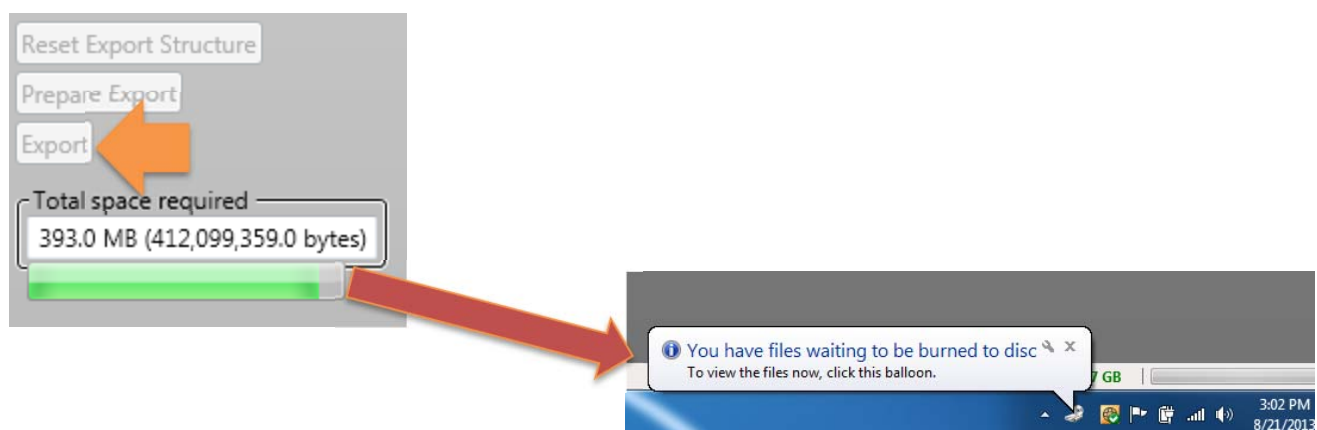 Reset Export Structure
Prepare Export
Export
Total space required
393.0 MB (412,099,359.0 bytes)
You have files waiting to be burned to disc
To view the files now, click this balloon.
7 GB
3:02 PM
8/21/2013